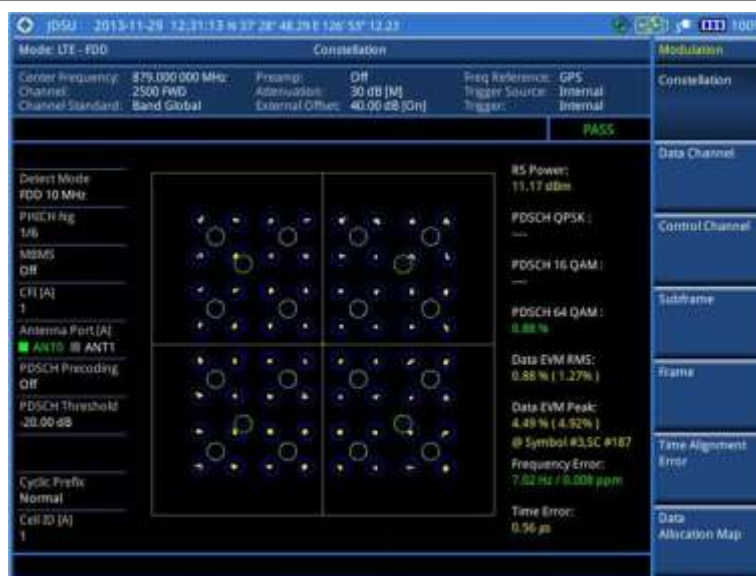 JDSU 2013-11-29 12:31:13 N 37° 28' 48.29 E 126° 53' 12.23
100%
Mode: LTE - FDD Constellation
Center Frequency: 879.000 000 MHz Preamp: Off Freq Reference: GPS
Channel: 2500 FWD Attenuation: 30 dB [M] Trigger Source: Internal
Channel Standard: Band Global External Offset: 40.00 dB [On] Trigger: Internal
PASS
Detect Mode
FDD 10 MHz
PHICH Ng
1/6
MBMS
Off
CFI [A]
1
Antenna Port [A]
ANT0 ANT1
PDSCH Precoding
Off
PDSCH Threshold
-20.00 dB
Cyclic Prefix
Normal
Cell ID [A]
1
RS Power:
11.17 dBm
PDSCH QPSK :
---
PDSCH 16 QAM :
---
PDSCH 64 QAM :
0.88 %
Data EVM RMS:
0.88 % ( 1.27% )
Data EVM Peak:
4.49 % ( 4.92% )
@ Symbol #3,SC #187
Frequency Error:
7.02 Hz / 0.008 ppm
Time Error:
0.56 µs
Modulation
Constellation
Data Channel
Control Channel
Subframe
Frame
Time Alignment
Error
Data
Allocation Map